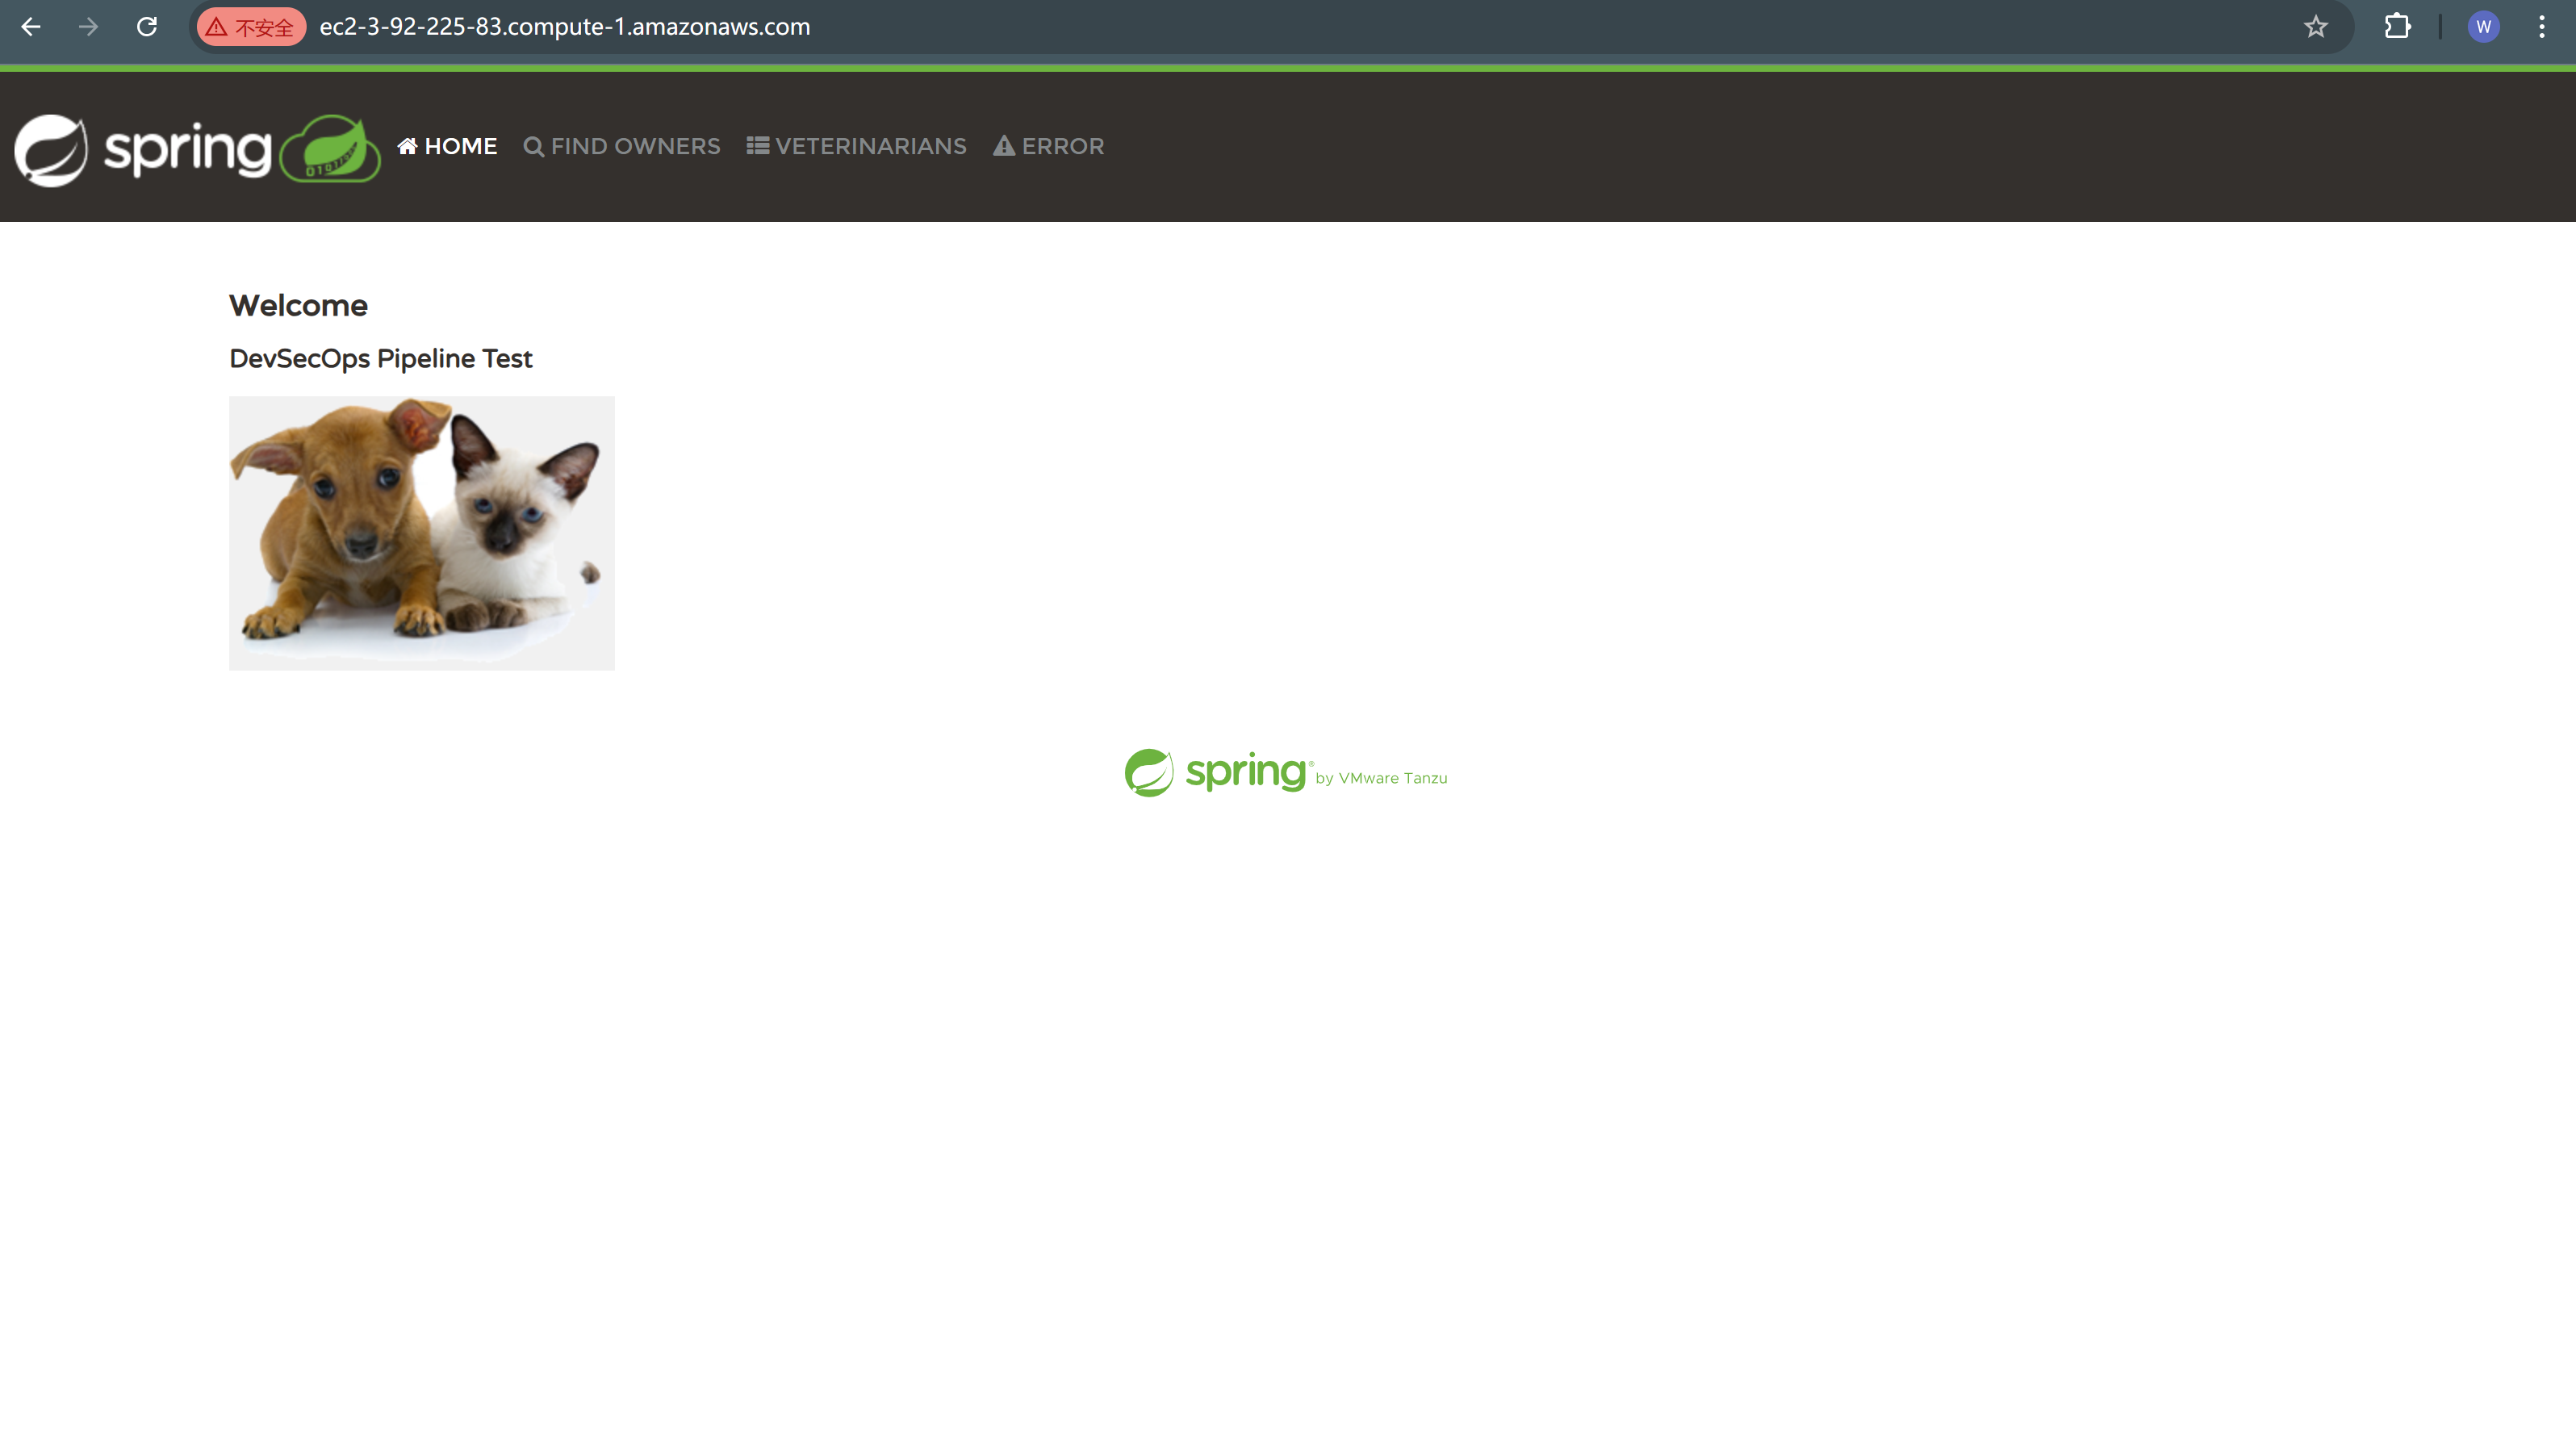 不安全 ec2-3-92-225-83.compute-1.amazonaws.com W
spring HOME FIND OWNERS VETERINARIANS ERROR
Welcome
DevSecOps Pipeline Test
spring® by VMware Tanzu